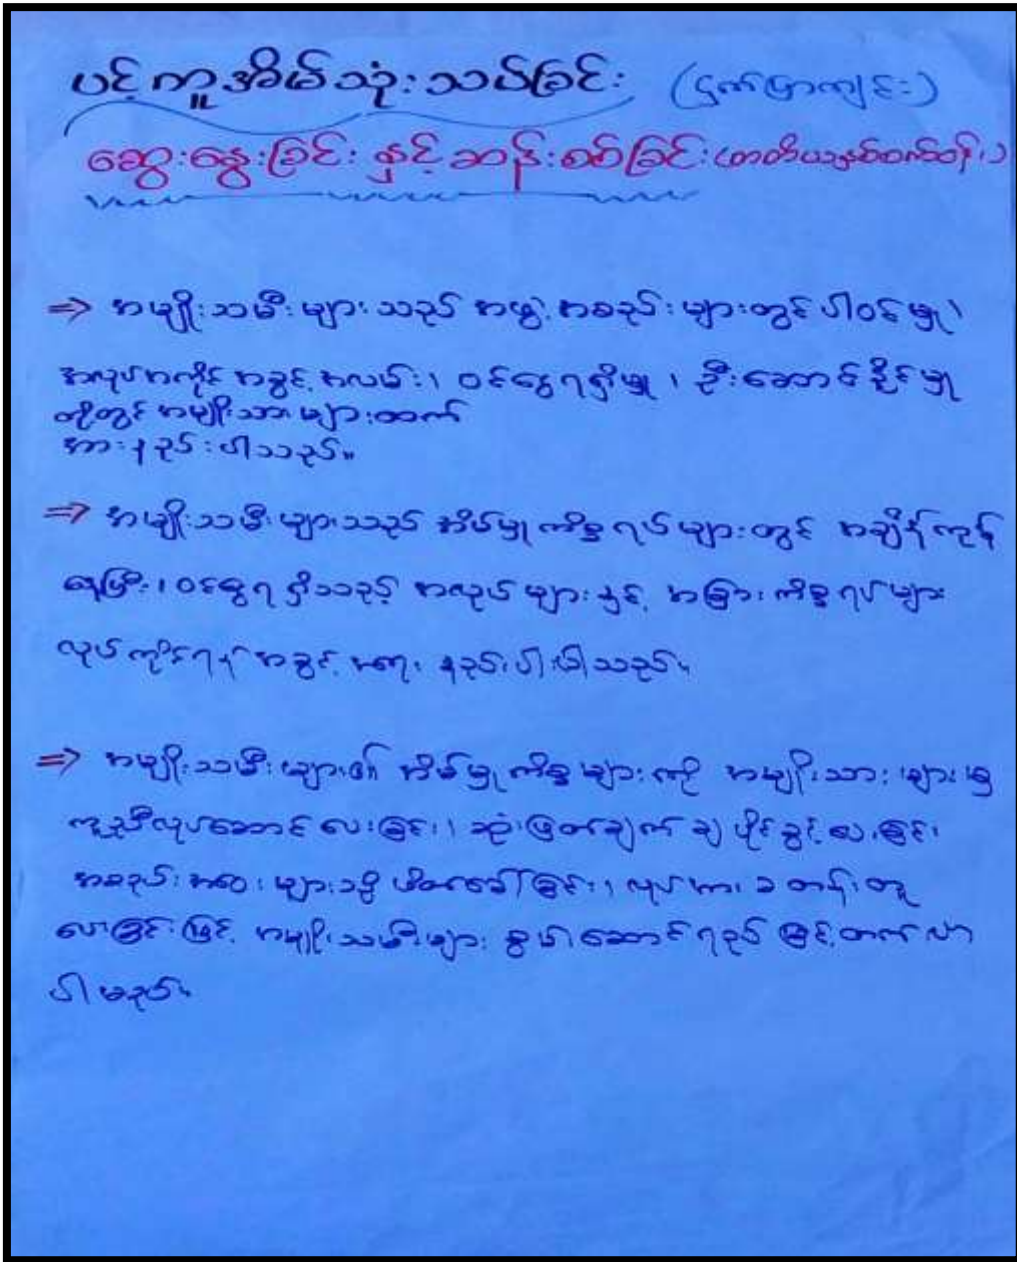 ပင့်ကူအိမ်သုံးသပ်ခြင်း (ငှက်ပြာကျင်း)
ဆွေးနွေးခြင်း နှင့် ဆန်းစစ်ခြင်း
⇒ အမျိုးသမီးများသည် အဖွဲ့အစည်းများတွင် ပါဝင်မှု၊
အလုပ်အကိုင် အခွင့်အလမ်း၊ ဝင်ငွေရရှိမှု၊ ဦးဆောင်နိုင်မှု
တို့တွင် အမျိုးသားများထက်
အားနည်းပါသည်။
⇒ အမျိုးသမီးများသည် အိမ်မှုကိစ္စရပ်များတွင် အချိန်ကုန်
နေပြီး၊ ဝင်ငွေရရှိသည့် အလုပ်များနှင့် အခြားကိစ္စရပ်များ
လုပ်ကိုင်ရန် အခွင့်အရေး နည်းပါးပါသည်။
⇒ အမျိုးသမီးများ၏ အိမ်မှုကိစ္စများကို အမျိုးသားများမှ
ကူညီလုပ်ဆောင်ပေးခြင်း၊ ဆုံးဖြတ်ချက်ချပိုင်ခွင့်ပေးခြင်း
အစည်းအဝေးများသို့ ဖိတ်ခေါ်ခြင်း၊ လုပ်အားခ တန်းတူ
ပေးခြင်းဖြင့် အမျိုးသမီးများ စွမ်းဆောင်ရည် မြင့်တက်လာ
ပါမည်။